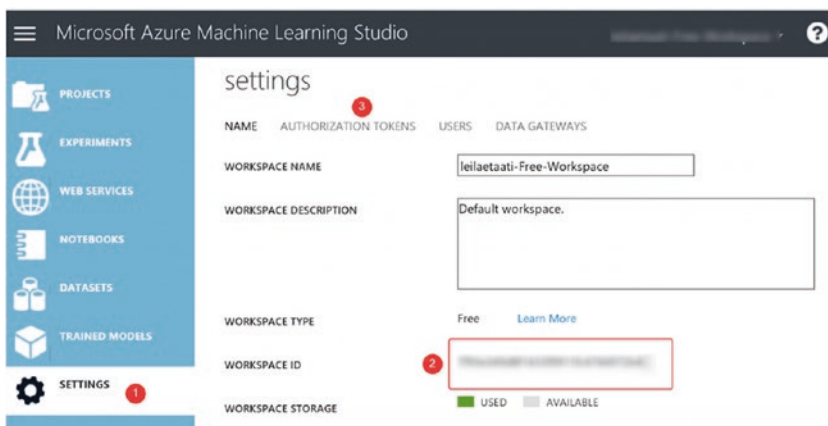 Microsoft Azure Machine Learning Studio ?
settings
3
NAME AUTHORIZATION TOKENS USERS DATA GATEWAYS
PROJECTS
EXPERIMENTS
WEB SERVICES
NOTEBOOKS
DATASETS
TRAINED MODELS
SETTINGS 1
WORKSPACE NAME leilaetaati-Free-Workspace
WORKSPACE DESCRIPTION Default workspace.
WORKSPACE TYPE Free Learn More
WORKSPACE ID 2
WORKSPACE STORAGE USED AVAILABLE